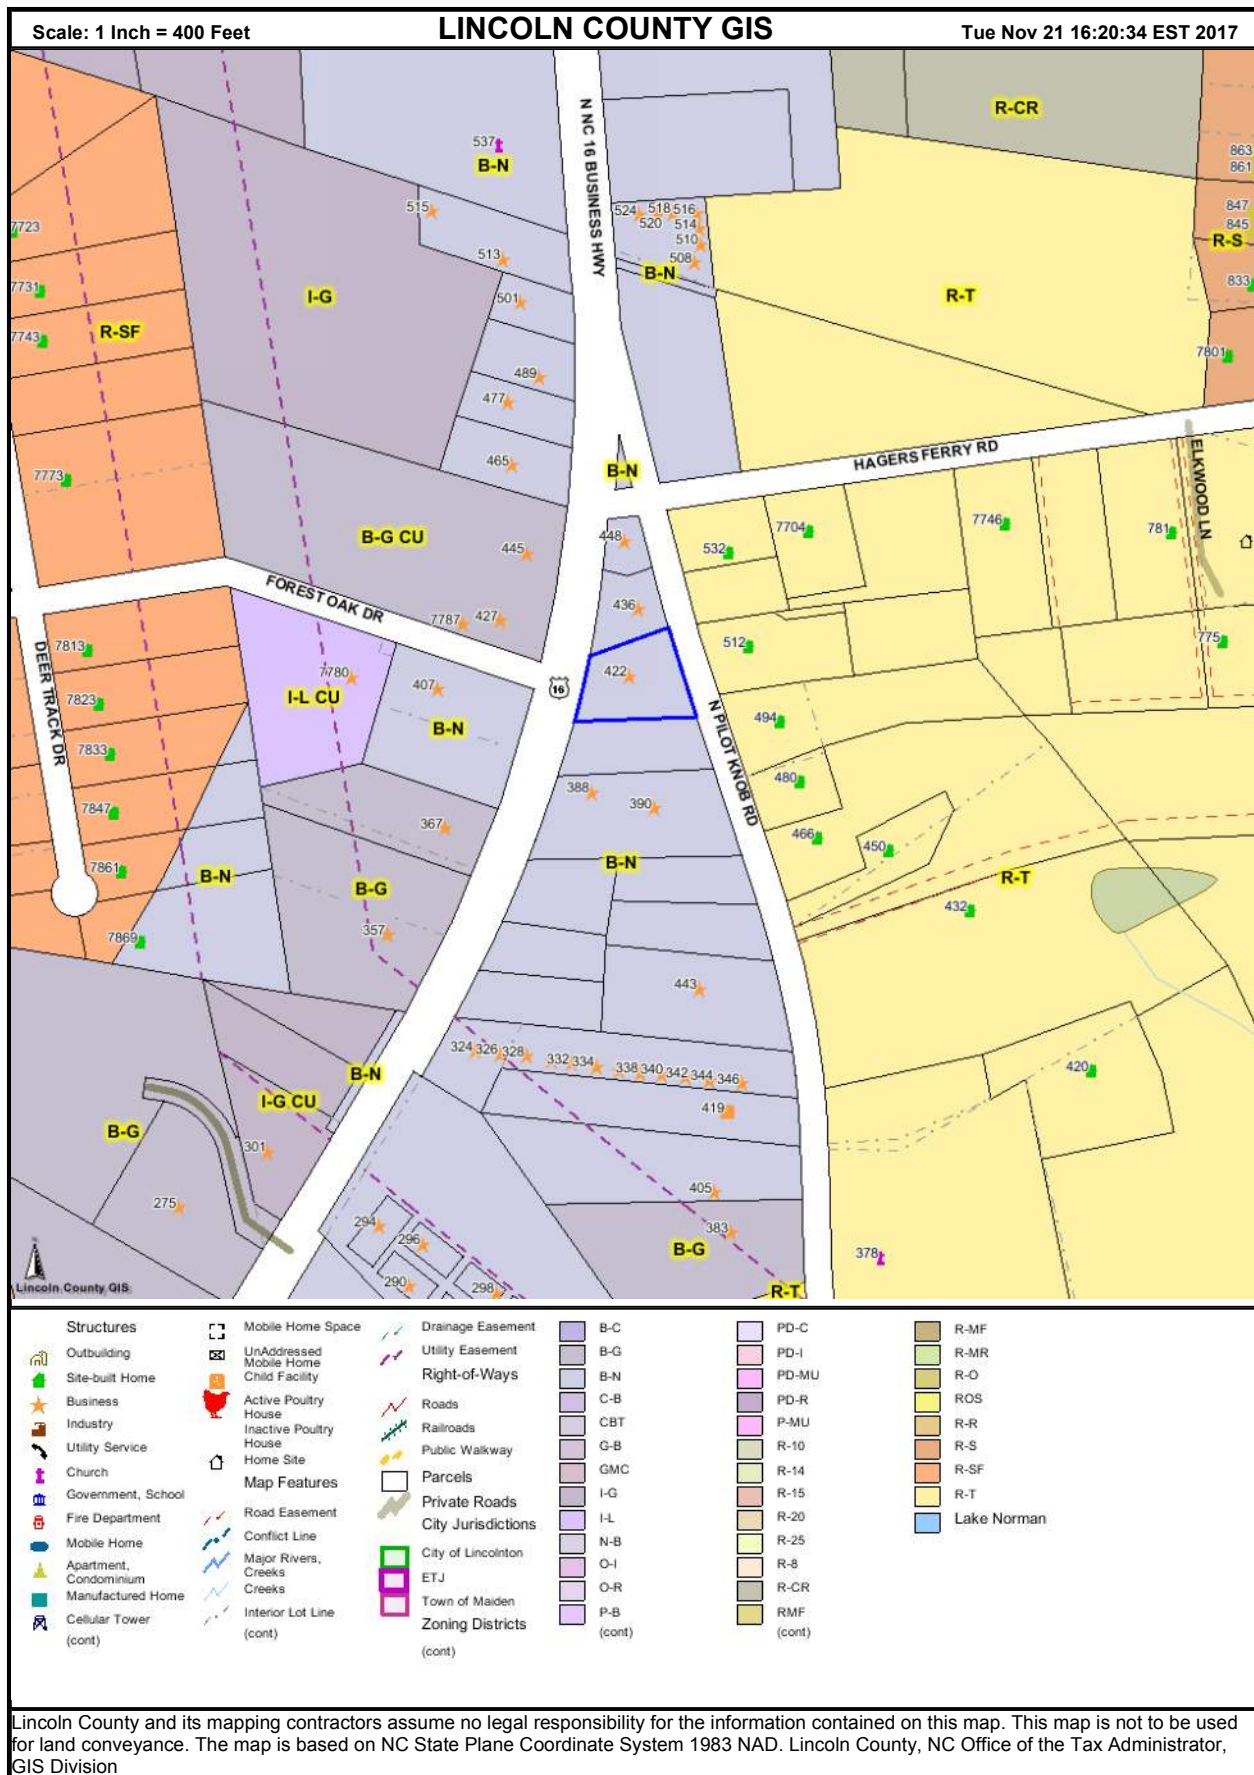 Scale: 1 Inch = 400 Feet
LINCOLN COUNTY GIS
Tue Nov 21 16:20:34 EST 2017
R-CR
537
B-N
N NC 16 BUSINESS HWY
863
861
515
524 518 516
520 514
510
508
847
845
R-S
7723
513
B-N
833
7731
I-G
501
R-T
7743
R-SF
7801
489
477
465
B-N
HAGERS FERRY RD
ELKWOOD LN
7773
B-G CU
445
448
532
7704
7746
781
FOREST OAK DR
7787
427
436
512
775
DEER TRACK DR
7813
7780
I-L CU
407
16
422
7823
B-N
N PILOT KNOB RD
494
7833
388
390
480
7847
367
466
450
7861
B-N
B-G
B-N
R-T
432
7869
357
443
324 326 328
332 334
338 340 342 344 346
B-N
I-G CU
419
420
B-G
301
275
405
294
296
383
B-G
378
290
298
R-T
Lincoln County GIS
Structures
Outbuilding
Site-built Home
Business
Industry
Utility Service
Church
Government, School
Fire Department
Mobile Home
Apartment,
Condominium
Manufactured Home
Cellular Tower
(cont)
Mobile Home Space
UnAddressed
Mobile Home
Child Facility
Active Poultry
House
Inactive Poultry
House
Home Site
Map Features
Road Easement
Conflict Line
Major Rivers,
Creeks
Creeks
Interior Lot Line
(cont)
Drainage Easement
Utility Easement
Right-of-Ways
Roads
Railroads
Public Walkway
Parcels
Private Roads
City Jurisdictions
City of Lincolnton
ETJ
Town of Maiden
Zoning Districts
(cont)
B-C
B-G
B-N
C-B
CBT
G-B
GMC
I-G
I-L
N-B
O-I
O-R
P-B
(cont)
PD-C
PD-I
PD-MU
PD-R
P-MU
R-10
R-14
R-15
R-20
R-25
R-8
R-CR
RMF
(cont)
R-MF
R-MR
R-O
ROS
R-R
R-S
R-SF
R-T
Lake Norman
Lincoln County and its mapping contractors assume no legal responsibility for the information contained on this map. This map is not to be used
for land conveyance. The map is based on NC State Plane Coordinate System 1983 NAD. Lincoln County, NC Office of the Tax Administrator,
GIS Division